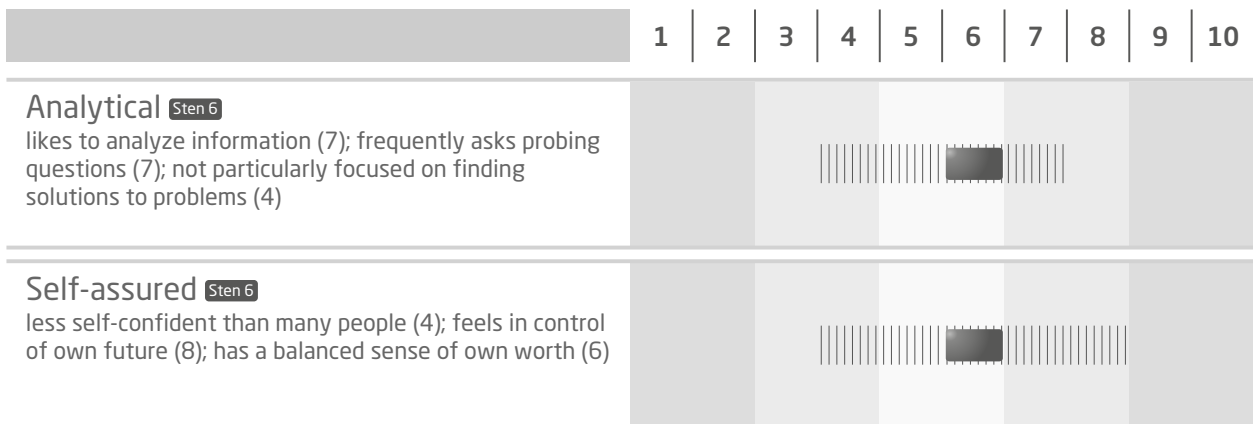 1 2 3 4 5 6 7 8 9 10
Analytical Sten 6
likes to analyze information (7); frequently asks probing
questions (7); not particularly focused on finding
solutions to problems (4)
Self-assured Sten 6
less self-confident than many people (4); feels in control
of own future (8); has a balanced sense of own worth (6)